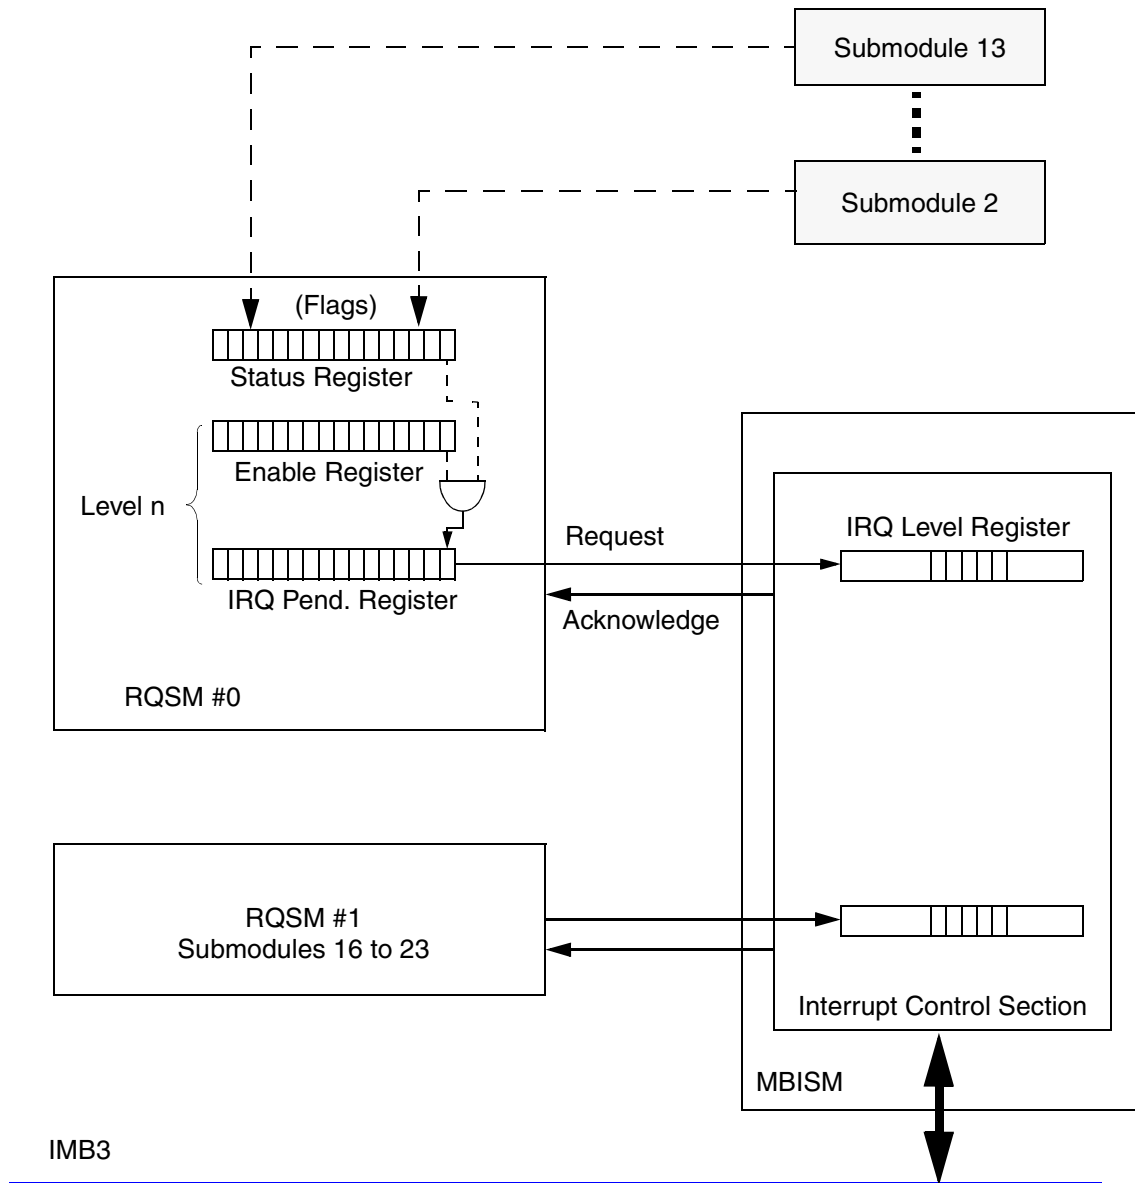 Submodule 13
Submodule 2
(Flags)
Status Register
Enable Register
Level n
IRQ Pend. Register
RQSM #0
Request
Acknowledge
IRQ Level Register
RQSM #1
Submodules 16 to 23
Interrupt Control Section
MBISM
IMB3